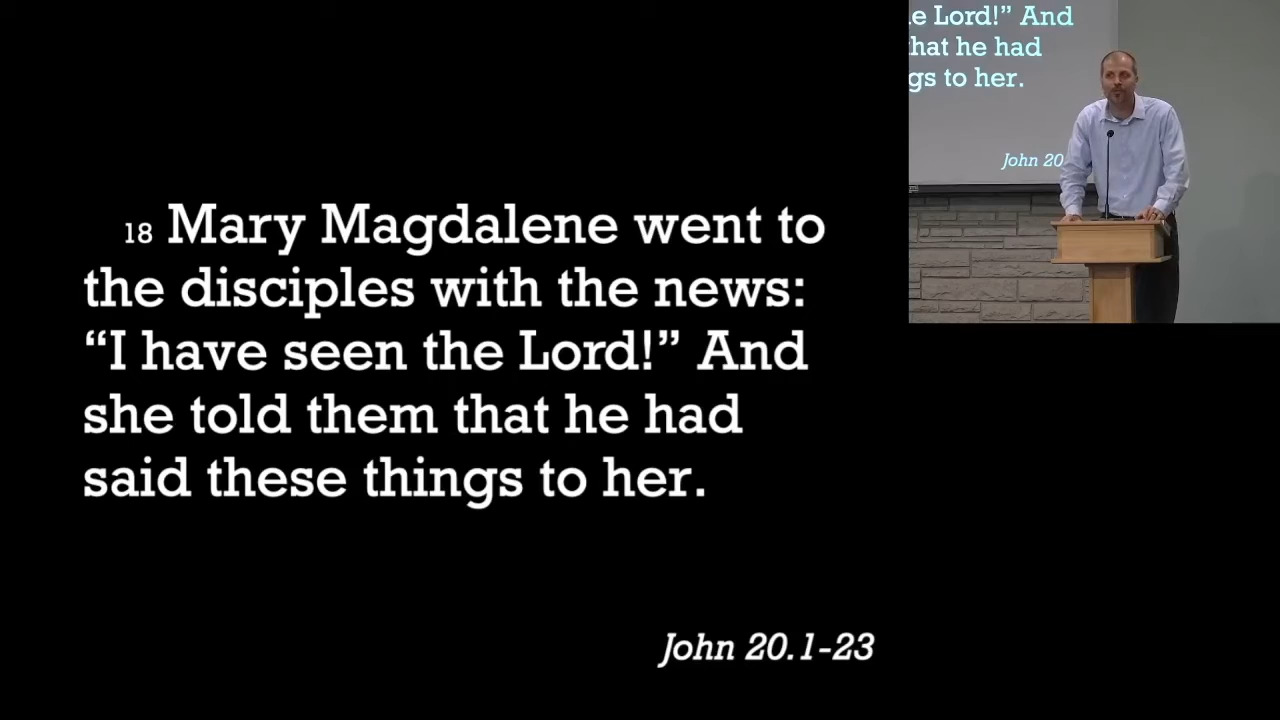 18 Mary Magdalene went to
the disciples with the news:
“I have seen the Lord!” And
she told them that he had
said these things to her.
John 20.1-23
Lord!” And
that he had
to her.
John 20